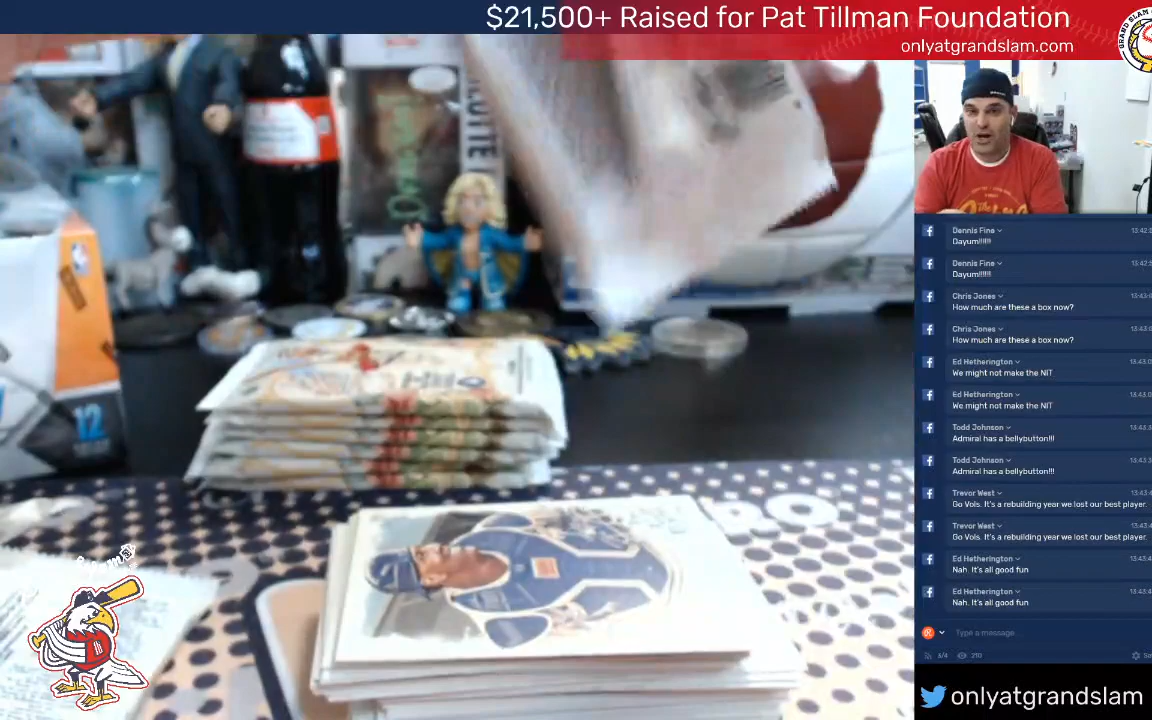 $21,500+ Raised for Pat Tillman Foundation
onlyatgrandslam.com
GRAND SLAM
12
Dennis Fine
Dayum!!!!!!
Dennis Fine
Dayum!!!!!!
Chris Jones
How much are these a box now?
Chris Jones
How much are these a box now?
Ed Hetherington
We might not make the NIT
Ed Hetherington
We might not make the NIT
Todd Johnson
Admiral has a bellybutton!!!
Todd Johnson
Admiral has a bellybutton!!!
Trevor West
Go Vols. It's a rebuilding year we lost our best player.
Trevor West
Go Vols. It's a rebuilding year we lost our best player.
Ed Hetherington
Nah. It's all good fun
Ed Hetherington
Nah. It's all good fun
Type a message...
210
onlyatgrandslam